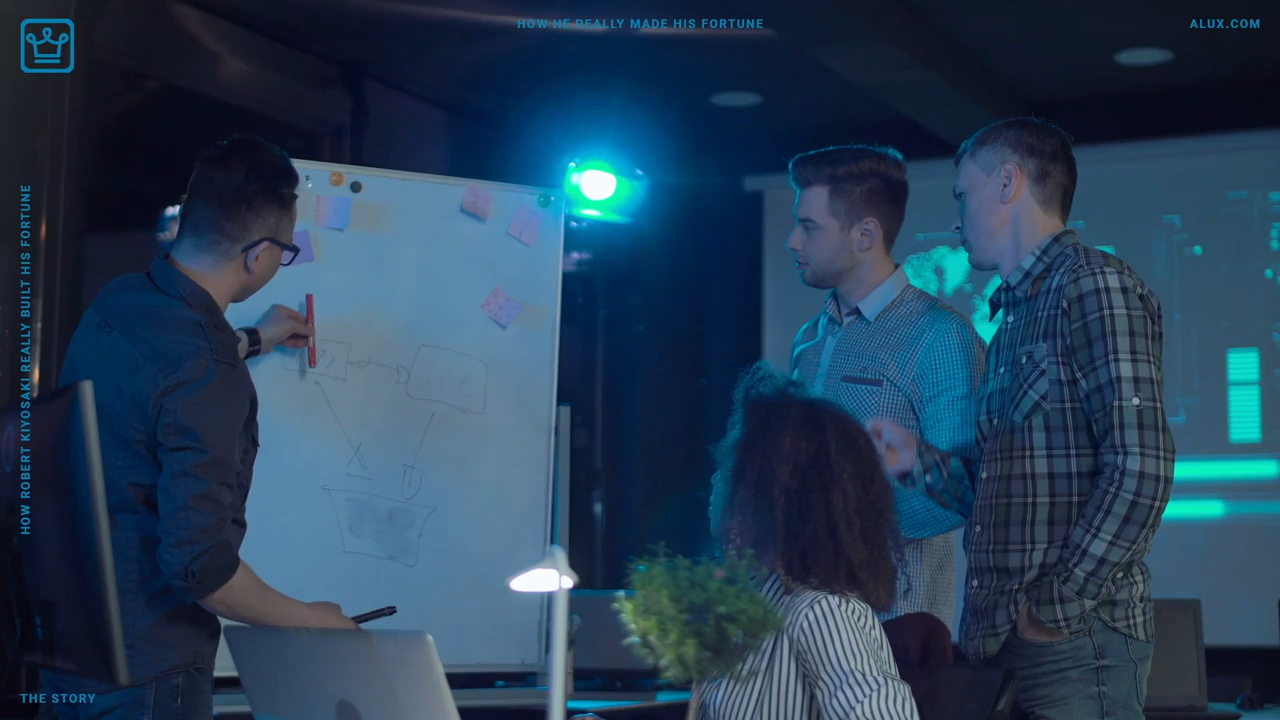 HOW HE REALLY MADE HIS FORTUNE
ALUX.COM
HOW ROBERT KIYOSAKI REALLY BUILT HIS FORTUNE
THE STORY